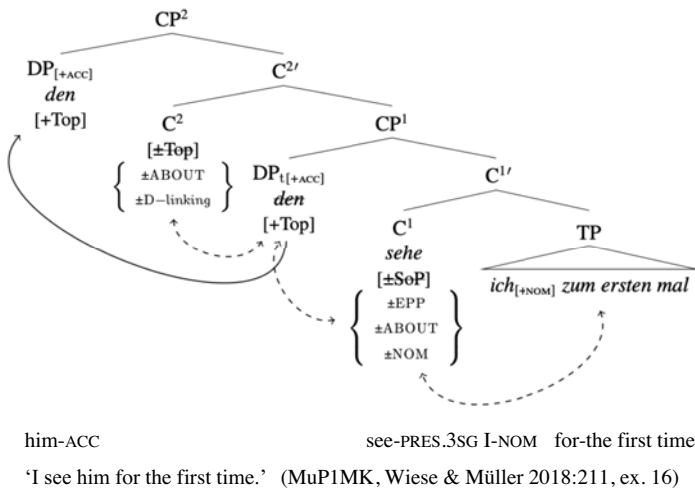 CP²
DP[+ACC]
den
[+Top]
C²′
C²
[±Top]
±ABOUT
±D–linking
CP¹
DPt[+ACC]
den
[+Top]
C¹′
C¹
sehe
[±SoP]
±EPP
±ABOUT
±NOM
TP
ich[+NOM] zum ersten mal
him-ACC see-PRES.3SG I-NOM for-the first time
‘I see him for the first time.’ (MuP1MK, Wiese & Müller 2018:211, ex. 16)